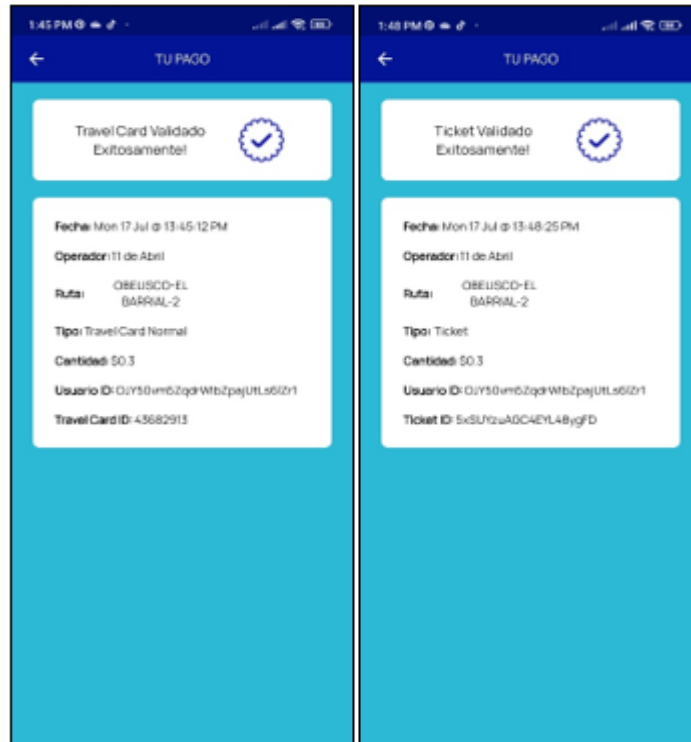 1:45 PM
TU PAGO
Travel Card Validado
Exitosamente!
Fecha: Mon 17 Jul @ 13:45:12 PM
Operador: 11 de Abril
Ruta: OBELISCO-EL
BARRIAL-2
Tipo: Travel Card Normal
Cantidad: $0.3
Usuario ID:
Travel Card ID: 43682913
1:48 PM
TU PAGO
Ticket Validado
Exitosamente!
Fecha: Mon 17 Jul @ 13:48:25 PM
Operador: 11 de Abril
Ruta: OBELISCO-EL
BARRIAL-2
Tipo: Ticket
Cantidad: $0.3
Usuario ID:
Ticket ID: